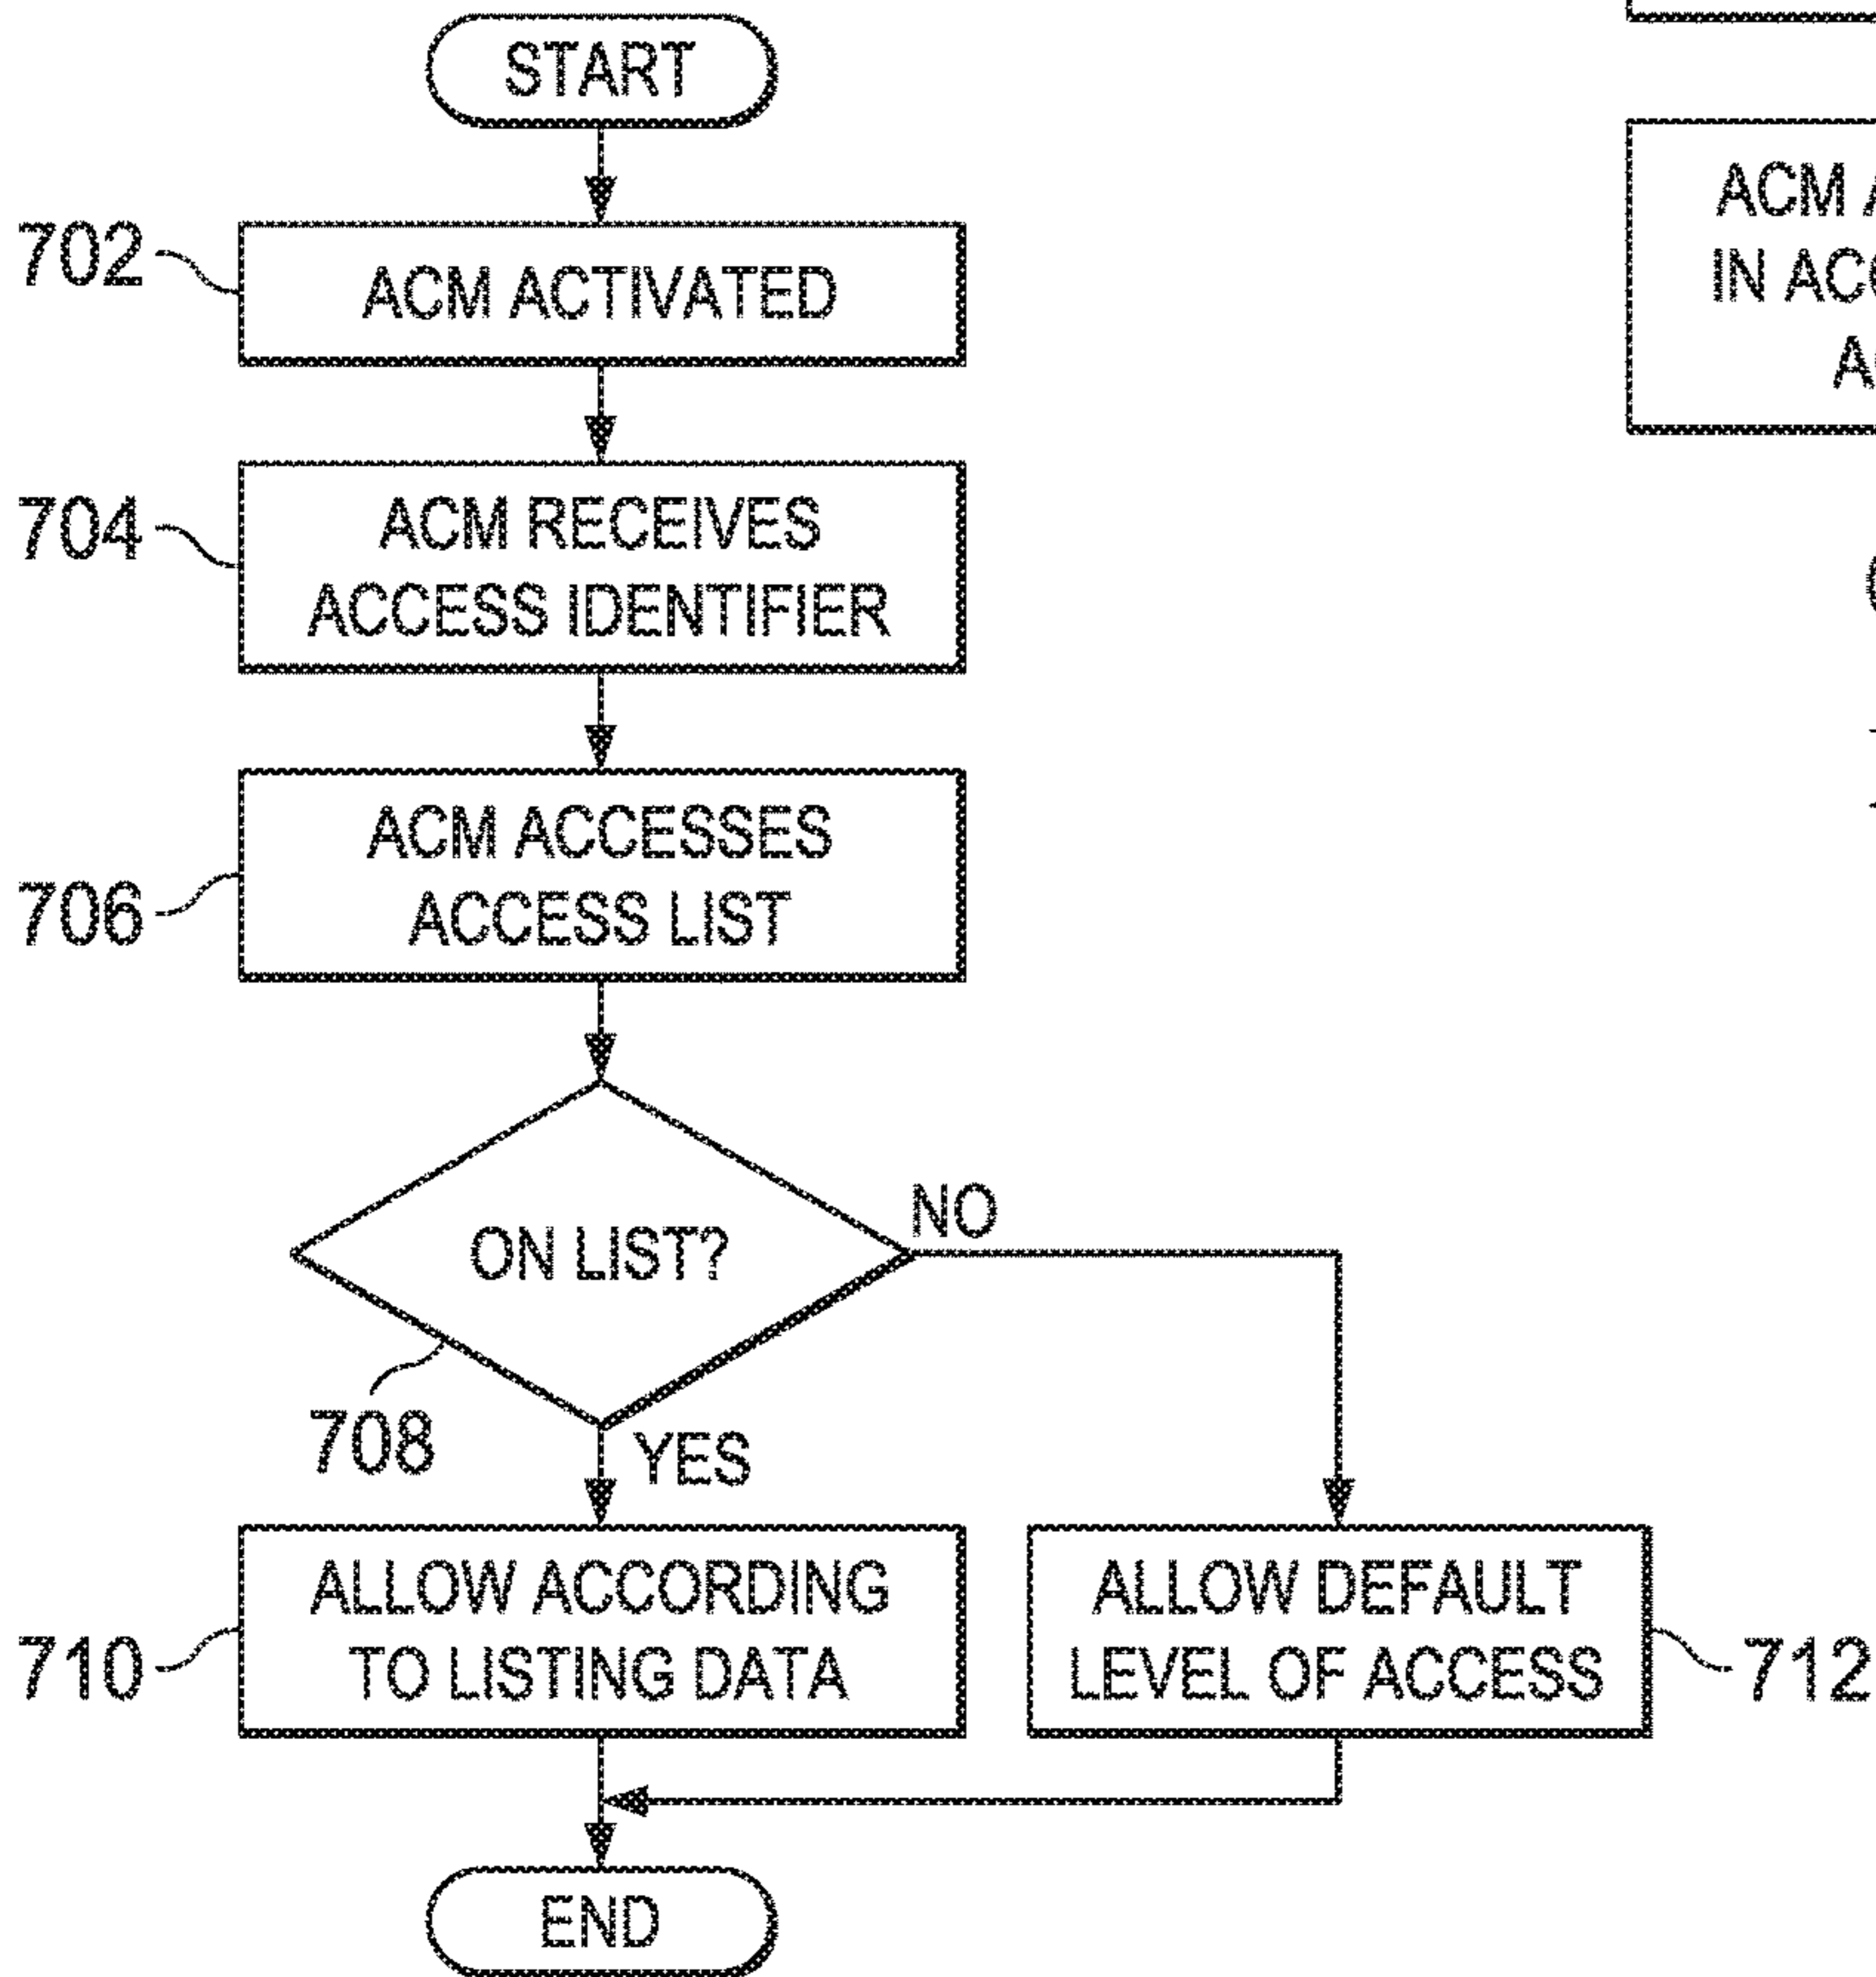 START
702
ACM ACTIVATED
704
ACM RECEIVES
ACCESS IDENTIFIER
706
ACM ACCESSES
ACCESS LIST
ON LIST?
NO
708
YES
710
ALLOW ACCORDING
TO LISTING DATA
ALLOW DEFAULT
LEVEL OF ACCESS
712
END
ACM
IN